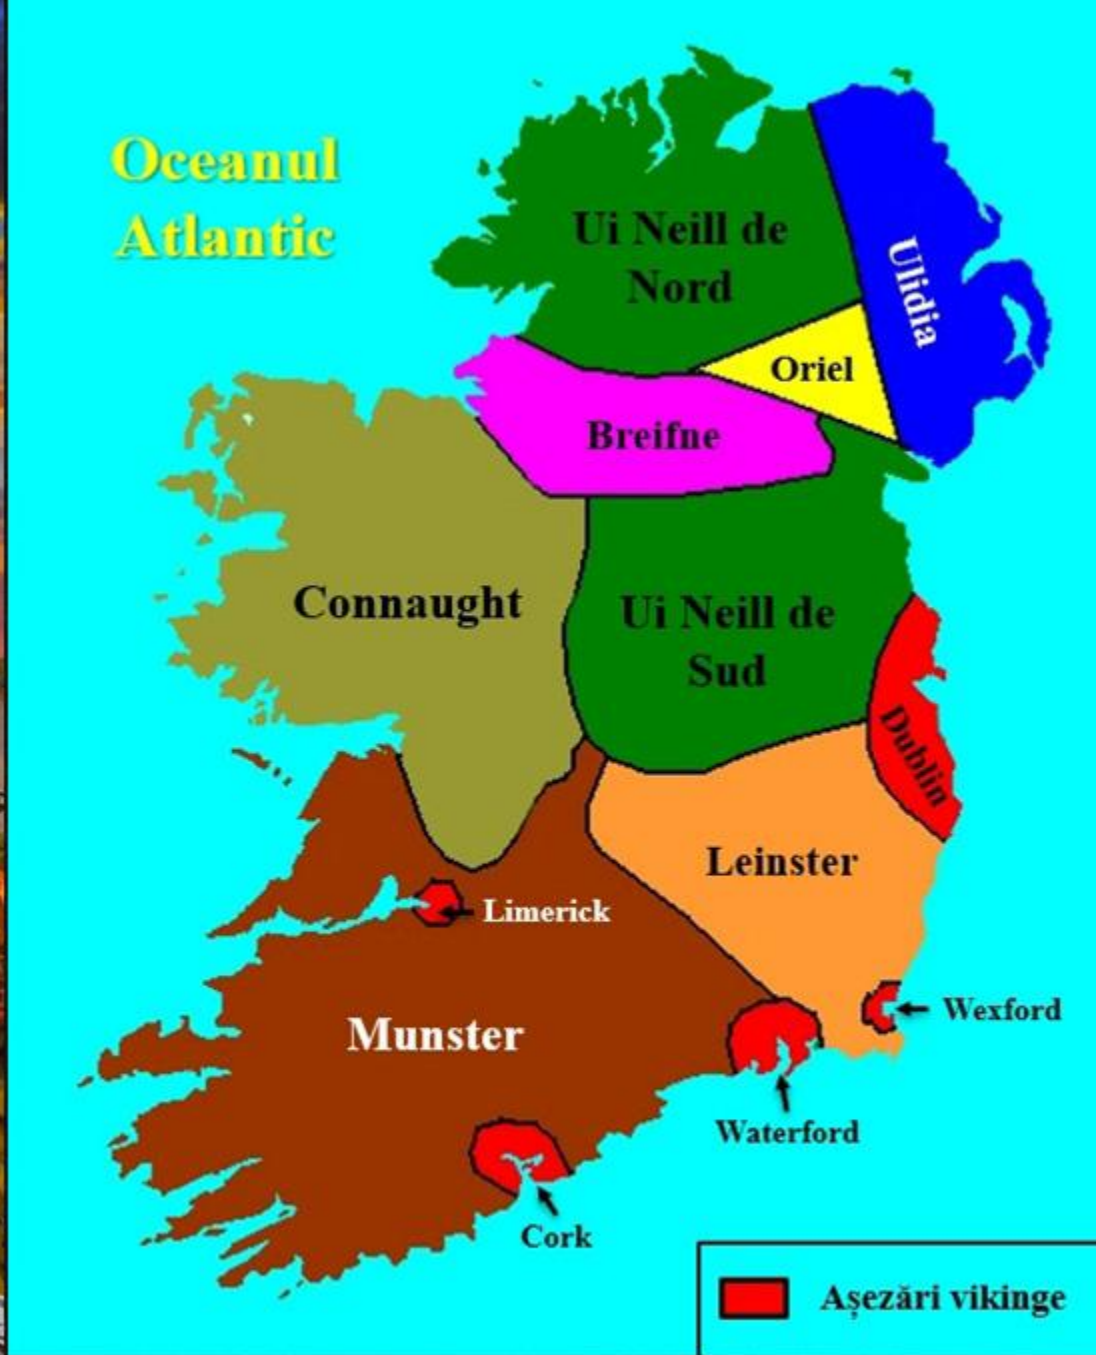 Oceanul
Atlantic
Ui Neill de
Nord
Ulidia
Oriel
Breifne
Connaught
Ui Neill de
Sud
Dublin
Leinster
Limerick
Wexford
Munster
Waterford
Cork
Așezări vikinge